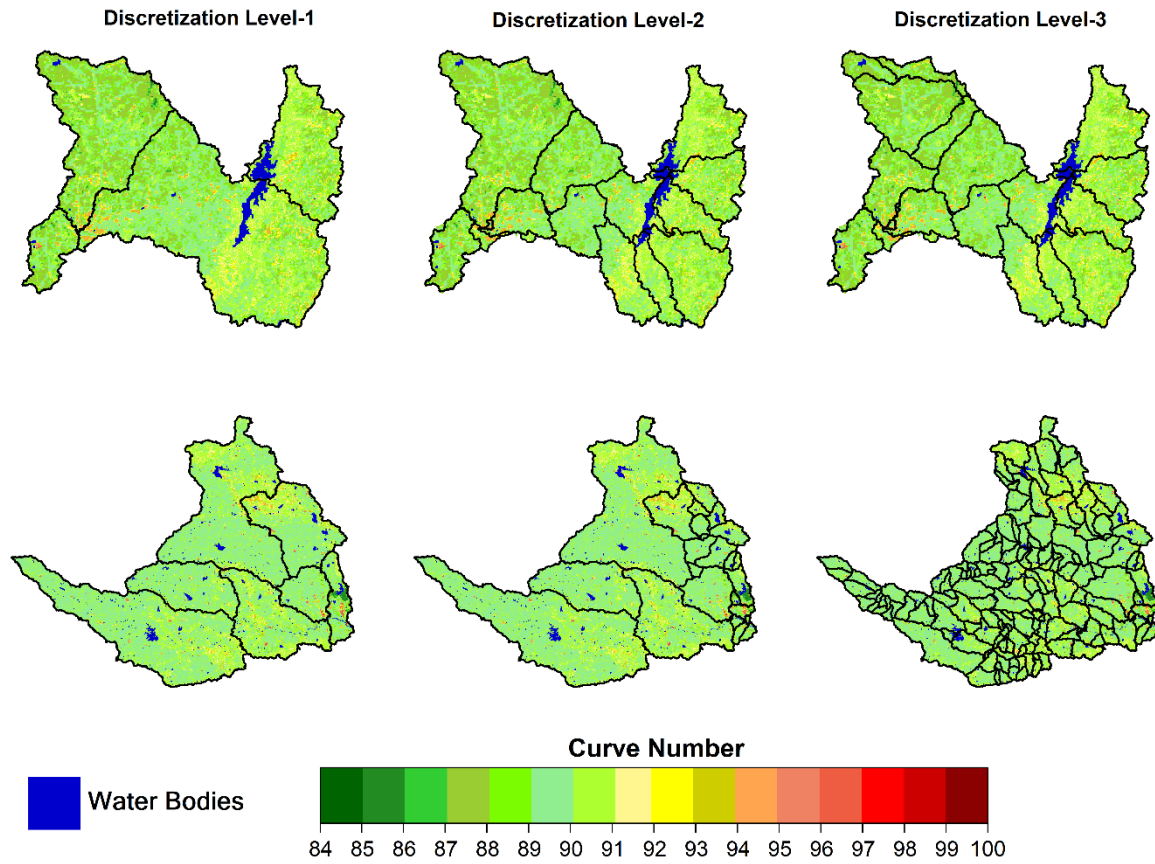 Discretization Level-1 Discretization Level-2 Discretization Level-3
Curve Number
Water Bodies
84 85 86 87 88 89 90 91 92 93 94 95 96 97 98 99 100